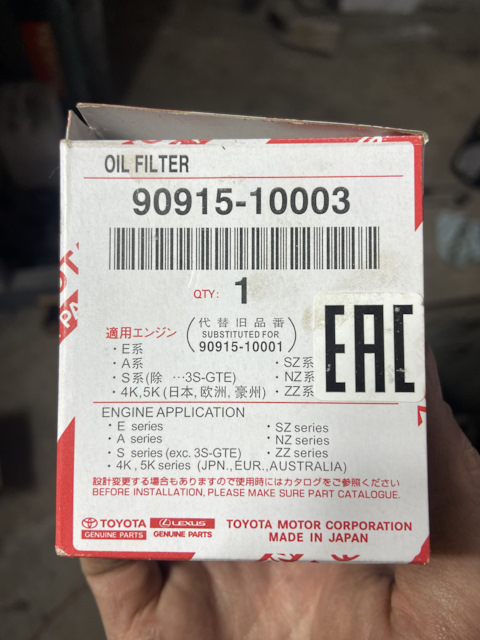 OIL FILTER
90915-10003
QTY: 1
適用エンジン
(代替旧品番
SUBSTITUTED FOR
90915-10001)
・E系
・A系
・S系(除 …3S-GTE)
・4K,5K(日本,欧洲,豪州)
・SZ系
・NZ系
・ZZ系
EAC
ENGINE APPLICATION
・E series
・A series
・S series (exc. 3S-GTE)
・4K, 5K series (JPN.,EUR.,AUSTRALIA)
・SZ series
・NZ series
・ZZ series
設計変更する場合もありますので使用時にはカタログをご参照ください
BEFORE INSTALLATION, PLEASE MAKE SURE PART CATALOGUE.
TOYOTA
GENUINE PARTS
LEXUS
GENUINE PARTS
TOYOTA MOTOR CORPORATION
MADE IN JAPAN